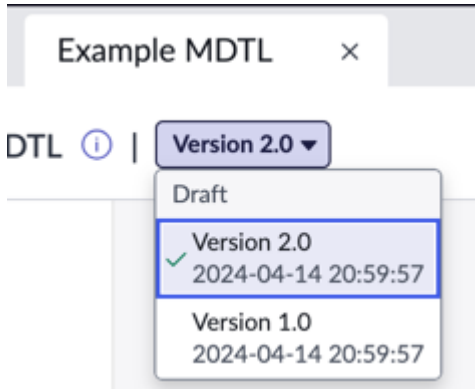 Example MDTL ×
DTL ⓘ | Version 2.0 ▾
Draft
✓ Version 2.0
2024-04-14 20:59:57
Version 1.0
2024-04-14 20:59:57